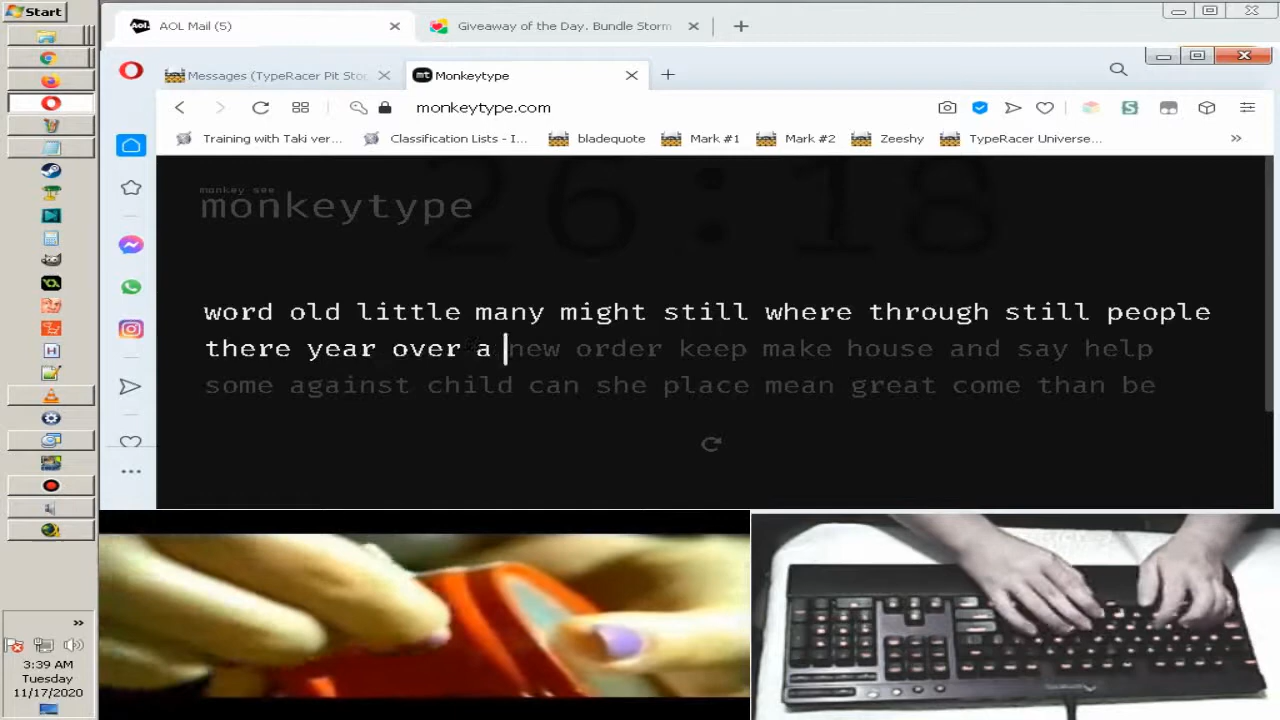 Start
AOL Mail (5)
Giveaway of the Day. Bundle Storm
Messages (TypeRacer Pit Sto
Monkeytype
monkeytype.com
Training with Taki ver...
Classification Lists - I...
bladequote
Mark #1
Mark #2
Zeeshy
TypeRacer Universe...
26:18
monkey see
monkeytype
word old little many might still where through still people
there year over a new order keep make house and say help
some against child can she place mean great come than be
3:39 AM
Tuesday
11/17/2020